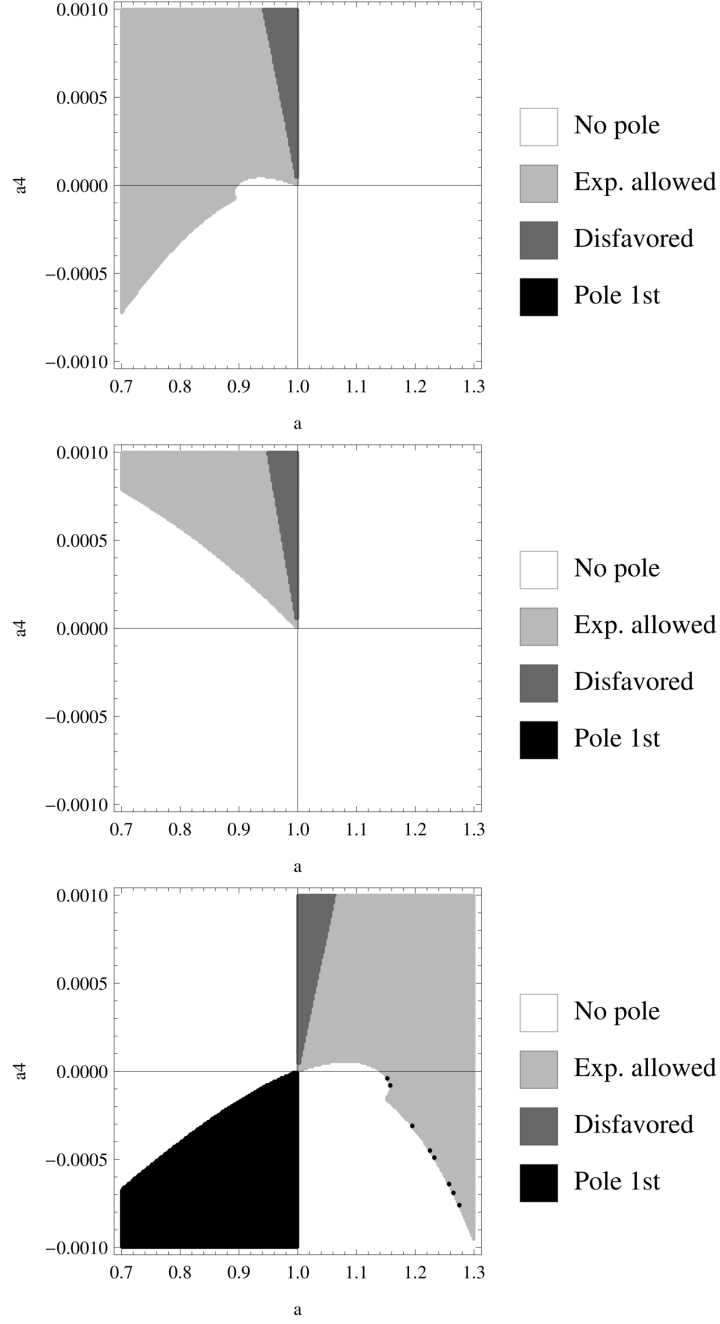 0.0010
0.0005
0.0000
−0.0005
−0.0010
a4
0.7 0.8 0.9 1.0 1.1 1.2 1.3
a
No pole
Exp. allowed
Disfavored
Pole 1st
0.0010
0.0005
0.0000
−0.0005
−0.0010
a4
0.7 0.8 0.9 1.0 1.1 1.2 1.3
a
No pole
Exp. allowed
Disfavored
Pole 1st
0.0010
0.0005
0.0000
−0.0005
−0.0010
a4
0.7 0.8 0.9 1.0 1.1 1.2 1.3
a
No pole
Exp. allowed
Disfavored
Pole 1st